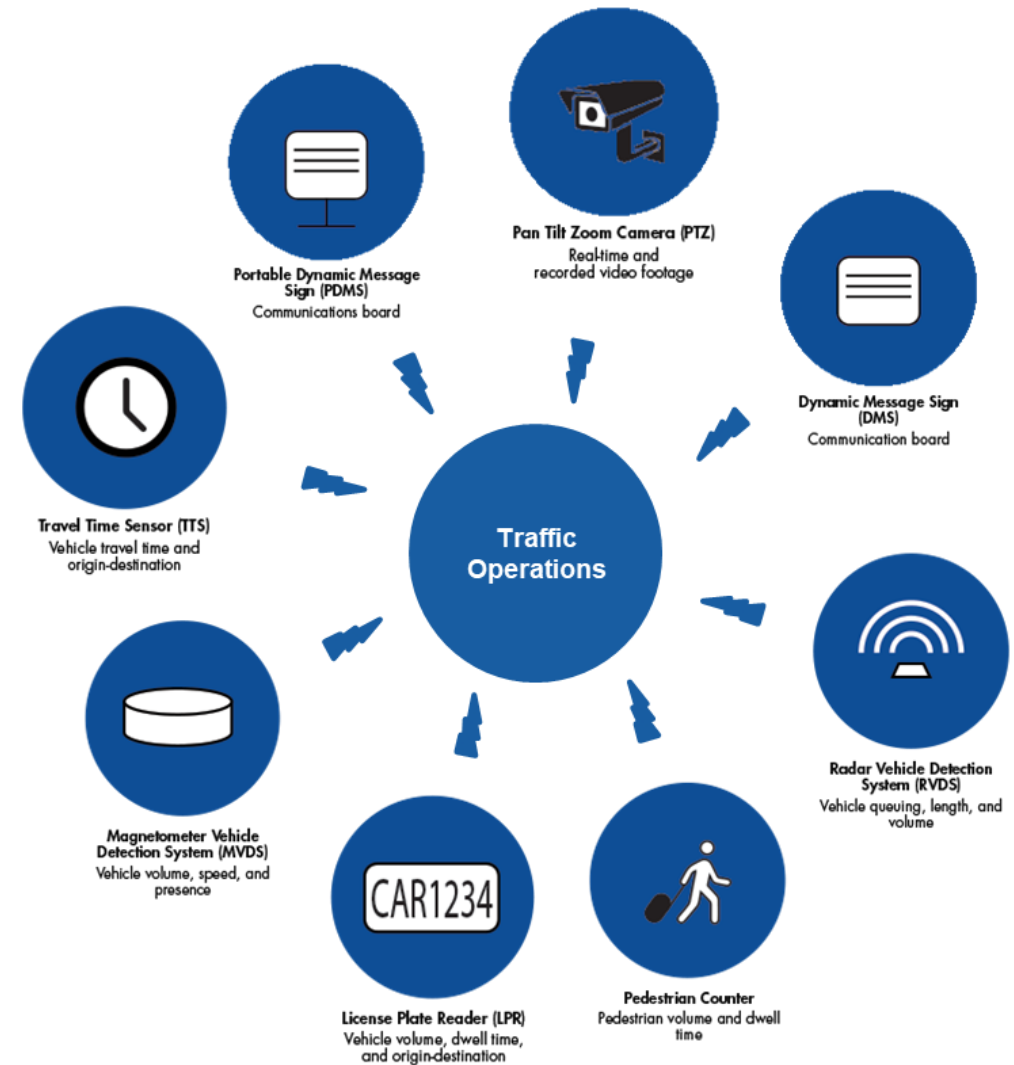 Pan Tilt Zoom Camera (PTZ)
Real-time and
recorded video footage
Portable Dynamic Message
Sign (PDMS)
Communications board
Dynamic Message Sign
(DMS)
Communication board
Travel Time Sensor (TTS)
Vehicle travel time and
origin-destination
Traffic
Operations
Radar Vehicle Detection
System (RVDS)
Vehicle queuing, length, and
volume
Magnetometer Vehicle
Detection System (MVDS)
Vehicle volume, speed, and
presence
CAR1234
License Plate Reader (LPR)
Vehicle volume, dwell time,
and origin-destination
Pedestrian Counter
Pedestrian volume and dwell
time